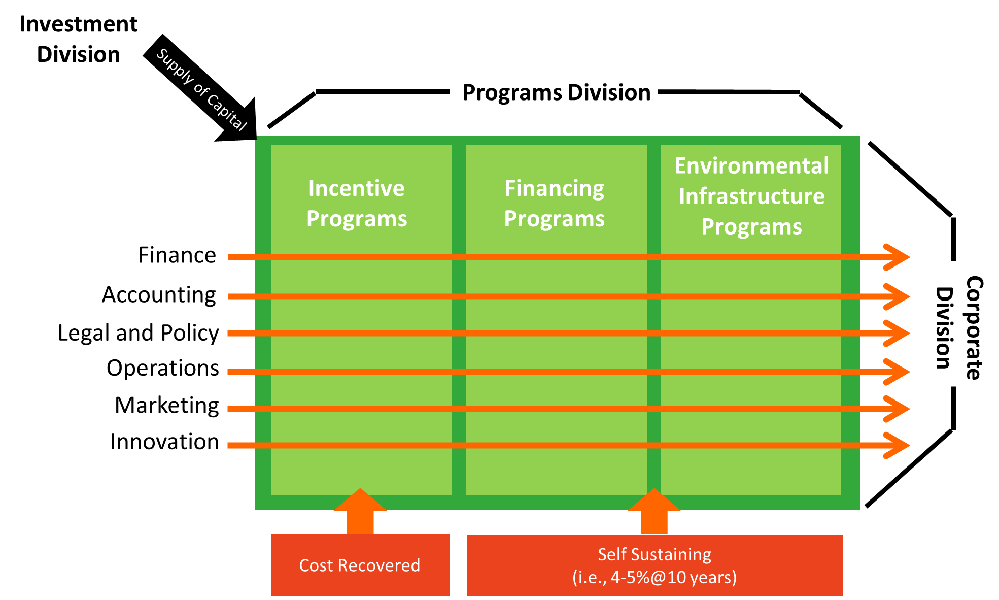 Investment
Division
Supply of Capital
Programs Division
Incentive
Programs
Financing
Programs
Environmental
Infrastructure
Programs
Finance
Accounting
Legal and Policy
Operations
Marketing
Innovation
Corporate
Division
Cost Recovered
Self Sustaining
(i.e., 4-5%@10 years)